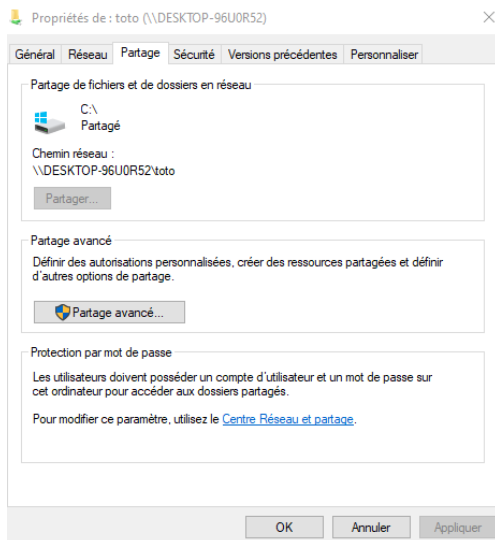 Propriétés de : toto (\\DESKTOP-96U0R52)
Général Réseau Partage Sécurité Versions précédentes Personnaliser
Partage de fichiers et de dossiers en réseau
C:\
Partagé
Chemin réseau :
\\DESKTOP-96U0R52\toto
Partager...
Partage avancé
Définir des autorisations personnalisées, créer des ressources partagées et définir
d'autres options de partage.
Partage avancé...
Protection par mot de passe
Les utilisateurs doivent posséder un compte d'utilisateur et un mot de passe sur
cet ordinateur pour accéder aux dossiers partagés.
Pour modifier ce paramètre, utilisez le Centre Réseau et partage.
OK Annuler Appliquer